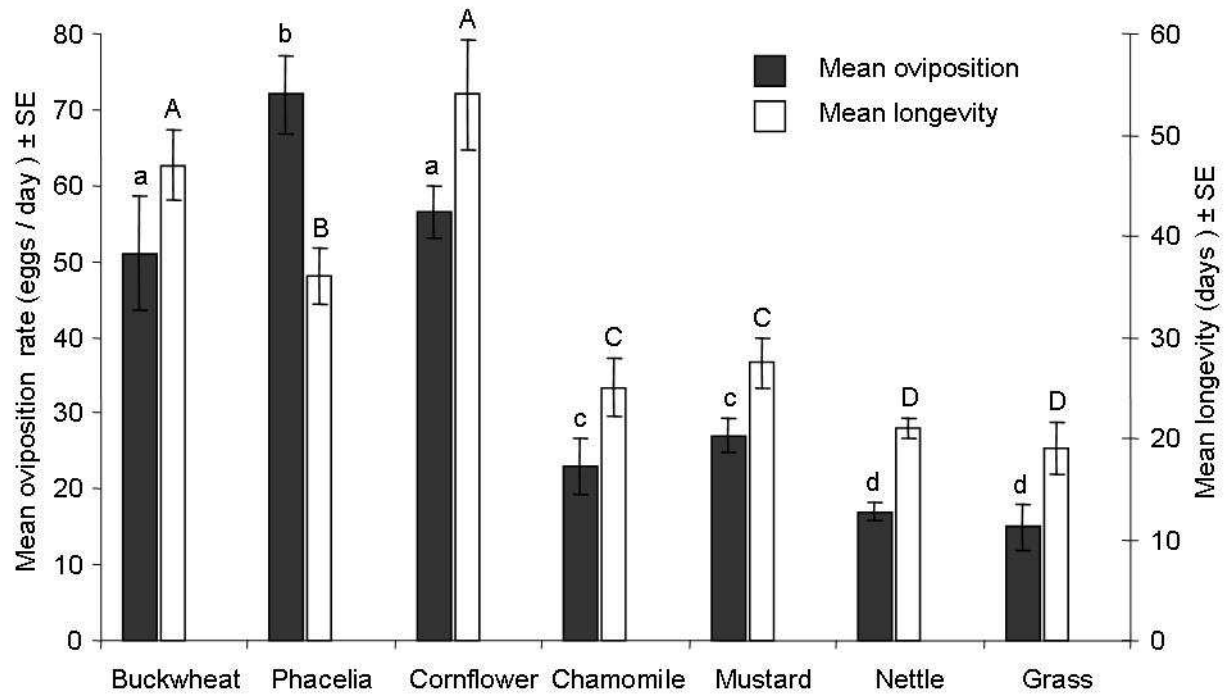 Mean oviposition rate (eggs / day) ± SE
80
70
60
50
40
30
20
10
0
a
A
b
B
a
A
c
C
c
C
d
D
d
D
Mean oviposition
Mean longevity
60
50
40
30
20
10
0
Mean longevity (days) ± SE
Buckwheat Phacelia Cornflower Chamomile Mustard Nettle Grass